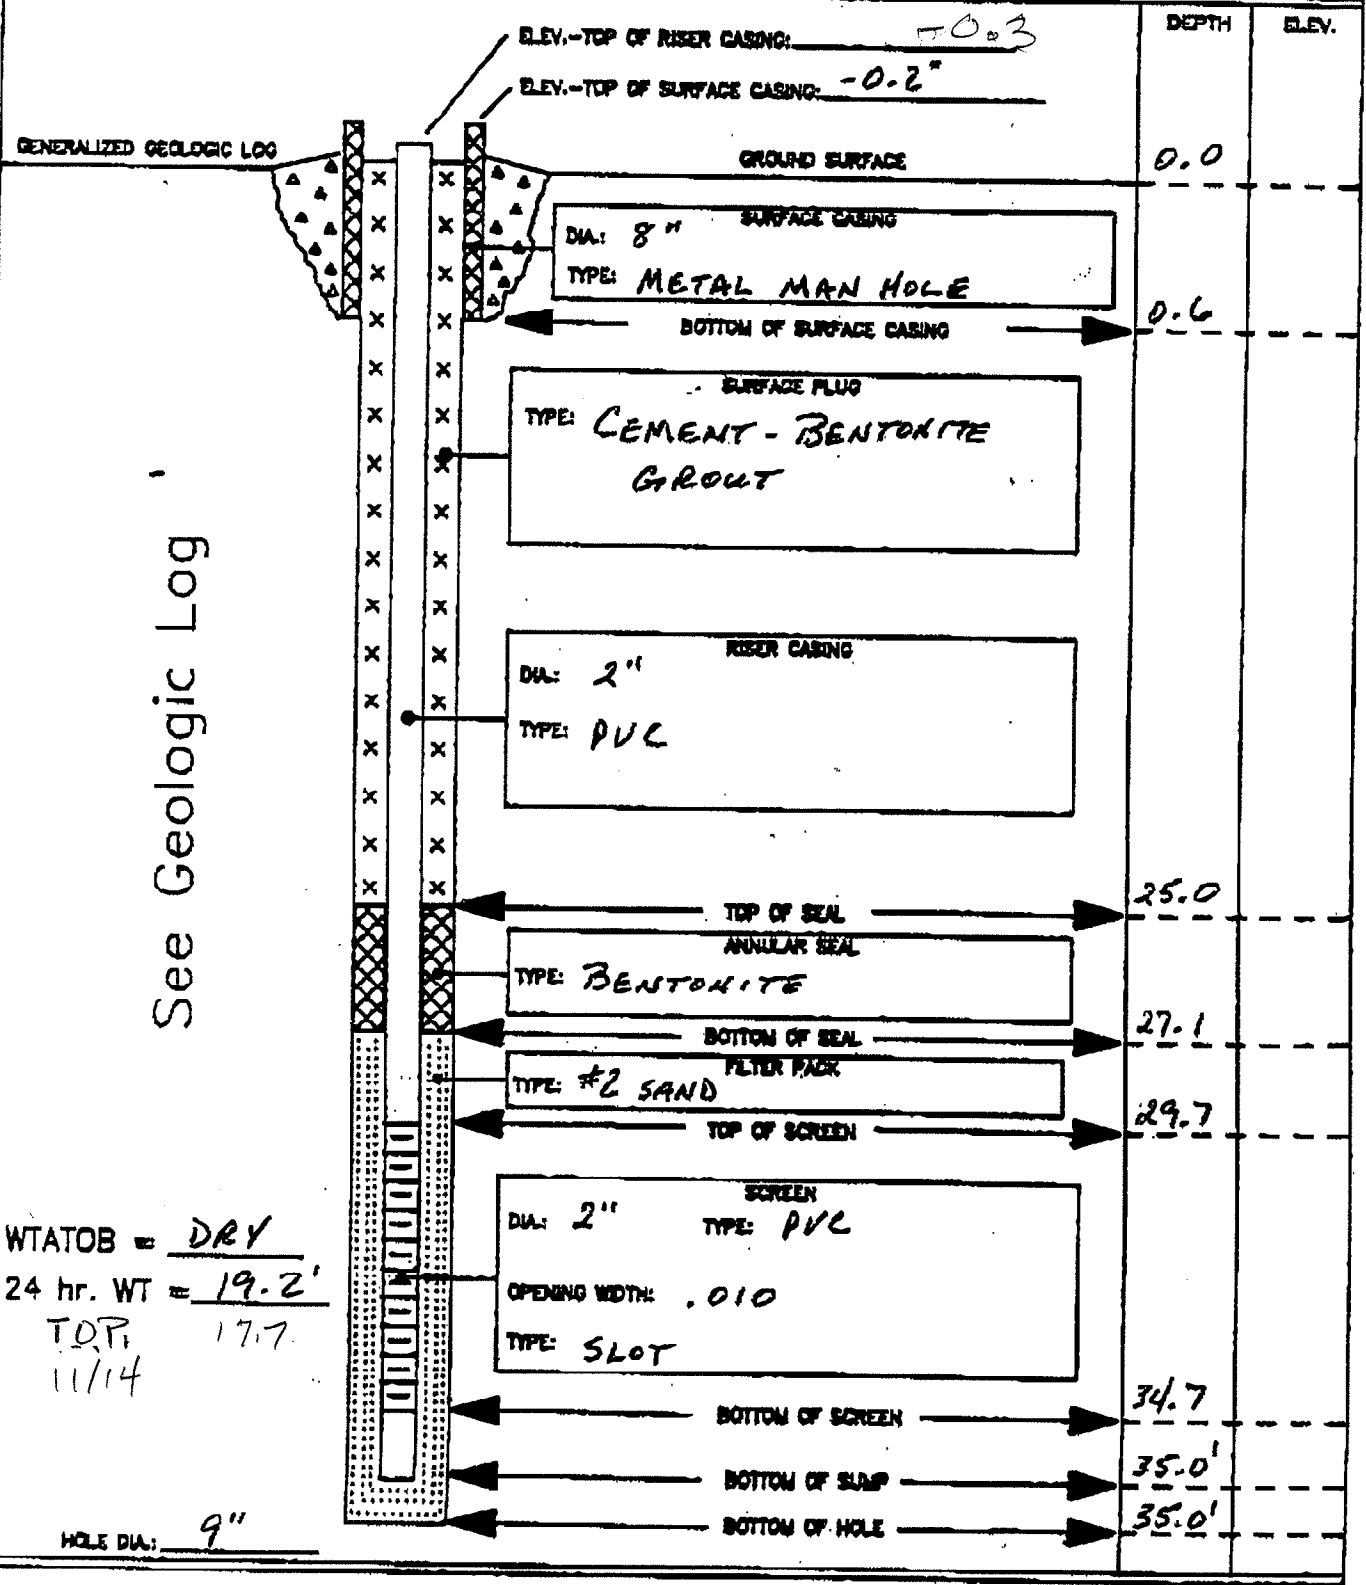 DEPTH ELEV.
ELEV.-TOP OF RISER CASING: -0.3
ELEV.-TOP OF SURFACE CASING: -0.2"
GENERALIZED GEOLOGIC LOG
GROUND SURFACE 0.0
SURFACE CASING
DIA.: 8"
TYPE: METAL MAN HOLE
BOTTOM OF SURFACE CASING 0.6
SURFACE PLUG
TYPE: CEMENT - BENTONITE
GROUT
See Geologic Log
RISER CASING
DIA.: 2"
TYPE: PVC
TOP OF SEAL 25.0
ANNULAR SEAL
TYPE: BENTONITE
BOTTOM OF SEAL 27.1
FILTER PACK
TYPE: #2 SAND
TOP OF SCREEN 29.7
SCREEN
DIA.: 2" TYPE: PVC
OPENING WIDTH: .010
TYPE: SLOT
WTATOB = DRY
24 hr. WT = 19.2'
T.O.P. 17.7
11/14
BOTTOM OF SCREEN 34.7
BOTTOM OF SUMP 35.0'
BOTTOM OF HOLE 35.0'
HOLE DIA.: 9"